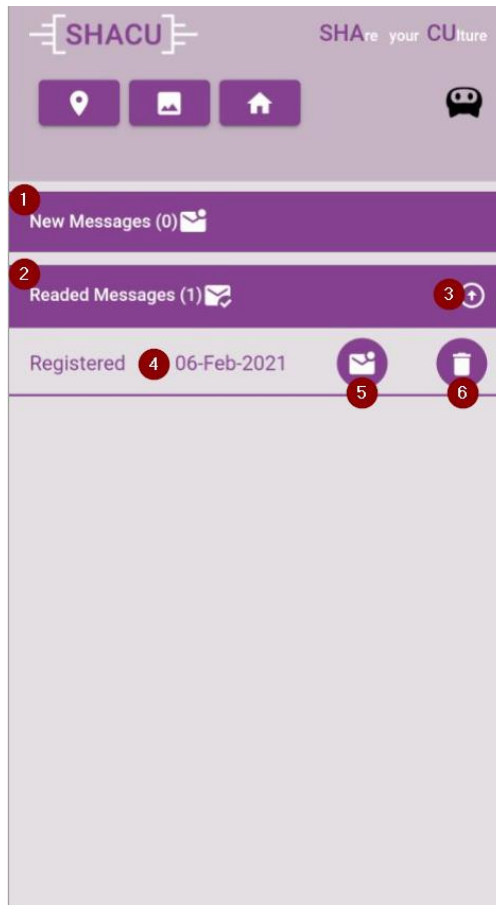 SHACU
SHAre your CUlture
1
New Messages (0)
2
Readed Messages (1)
3
Registered 4 06-Feb-2021
5 6